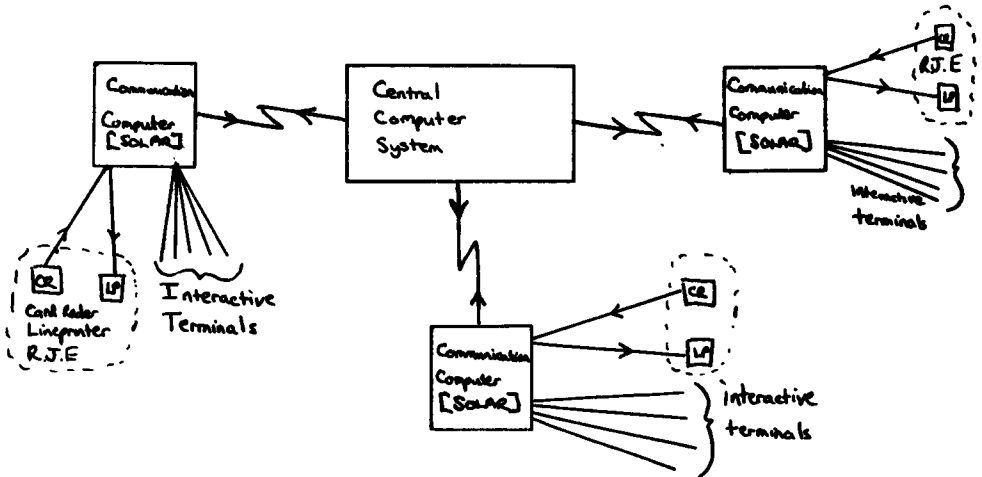 Communication
Computer
[SOLAR]
CR
LP
Card Reader
Lineprinter
R.J.E
Interactive
Terminals
Central
Computer
System
Communication
Computer
[SOLAR]
CR
R.J.E
LP
Interactive
terminals
Communication
Computer
[SOLAR]
CR
LP
Interactive
terminals